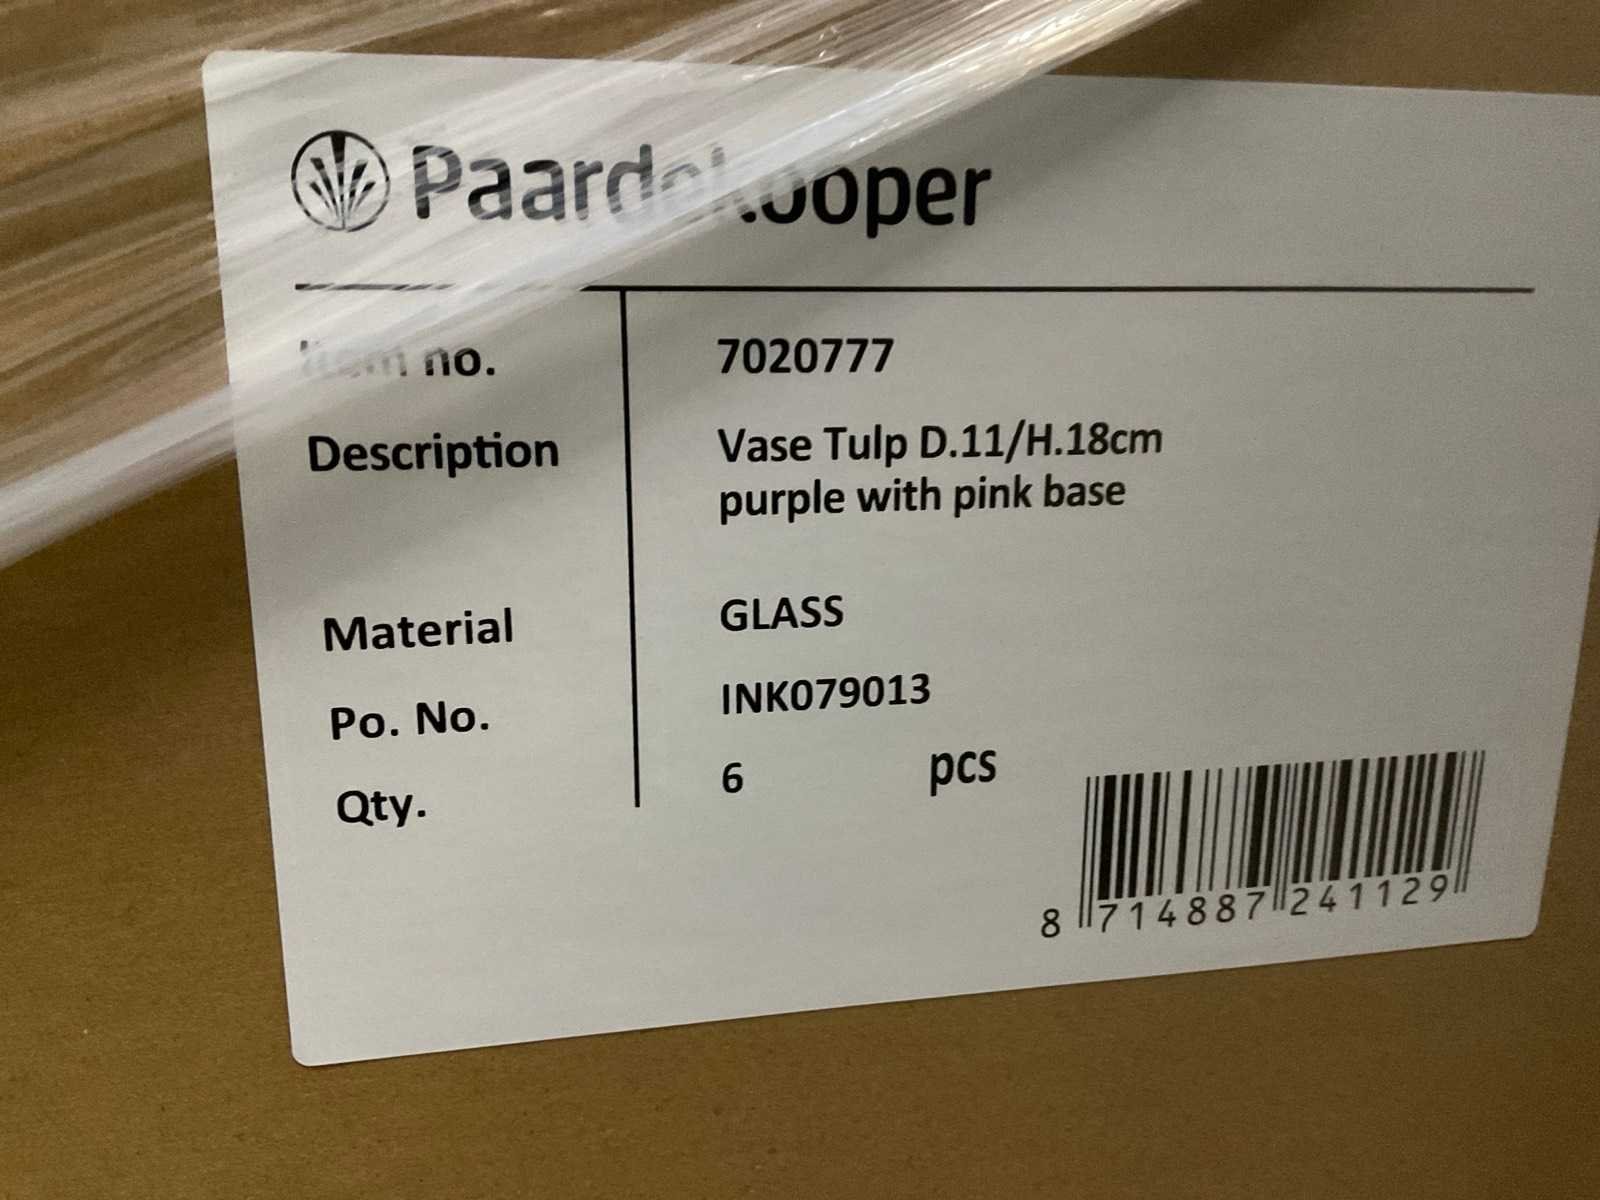 Paardekooper
Item no. 7020777
Description Vase Tulp D.11/H.18cm
purple with pink base
Material GLASS
Po. No. INK079013
Qty. 6 pcs
8 714887 241129